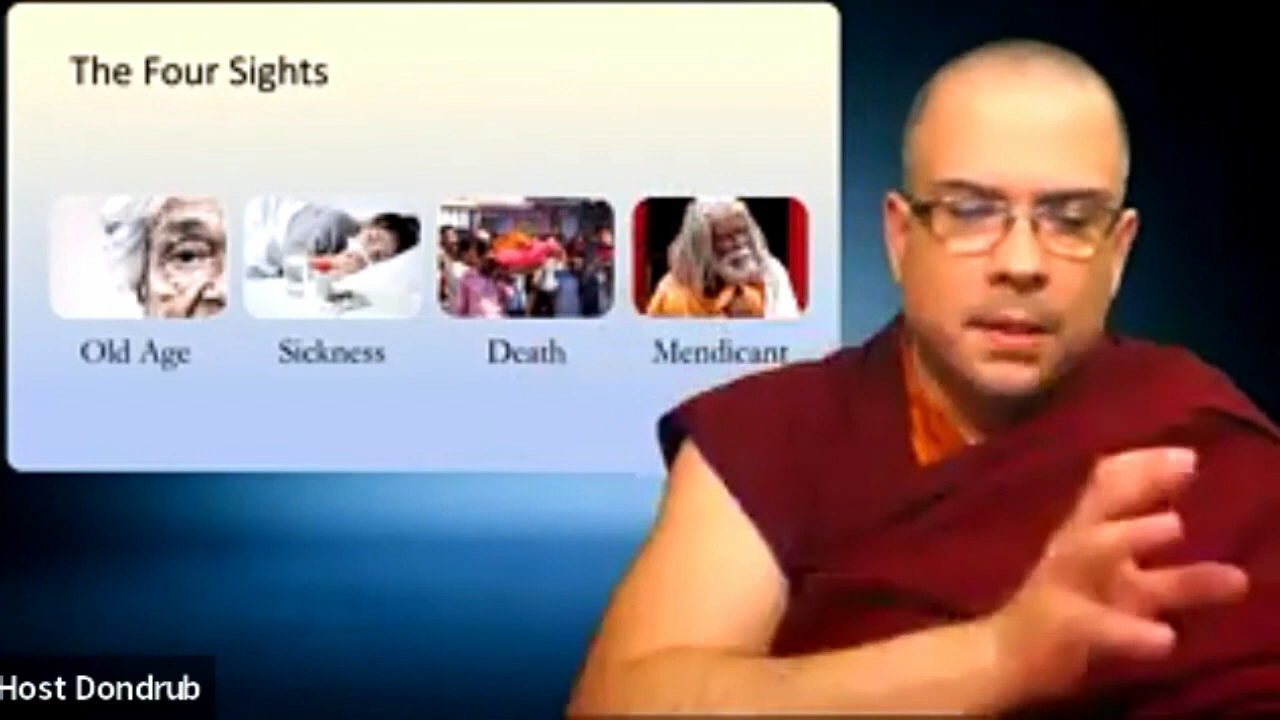 The Four Sights
Old Age
Sickness
Death
Mendicant
Host Dondrub